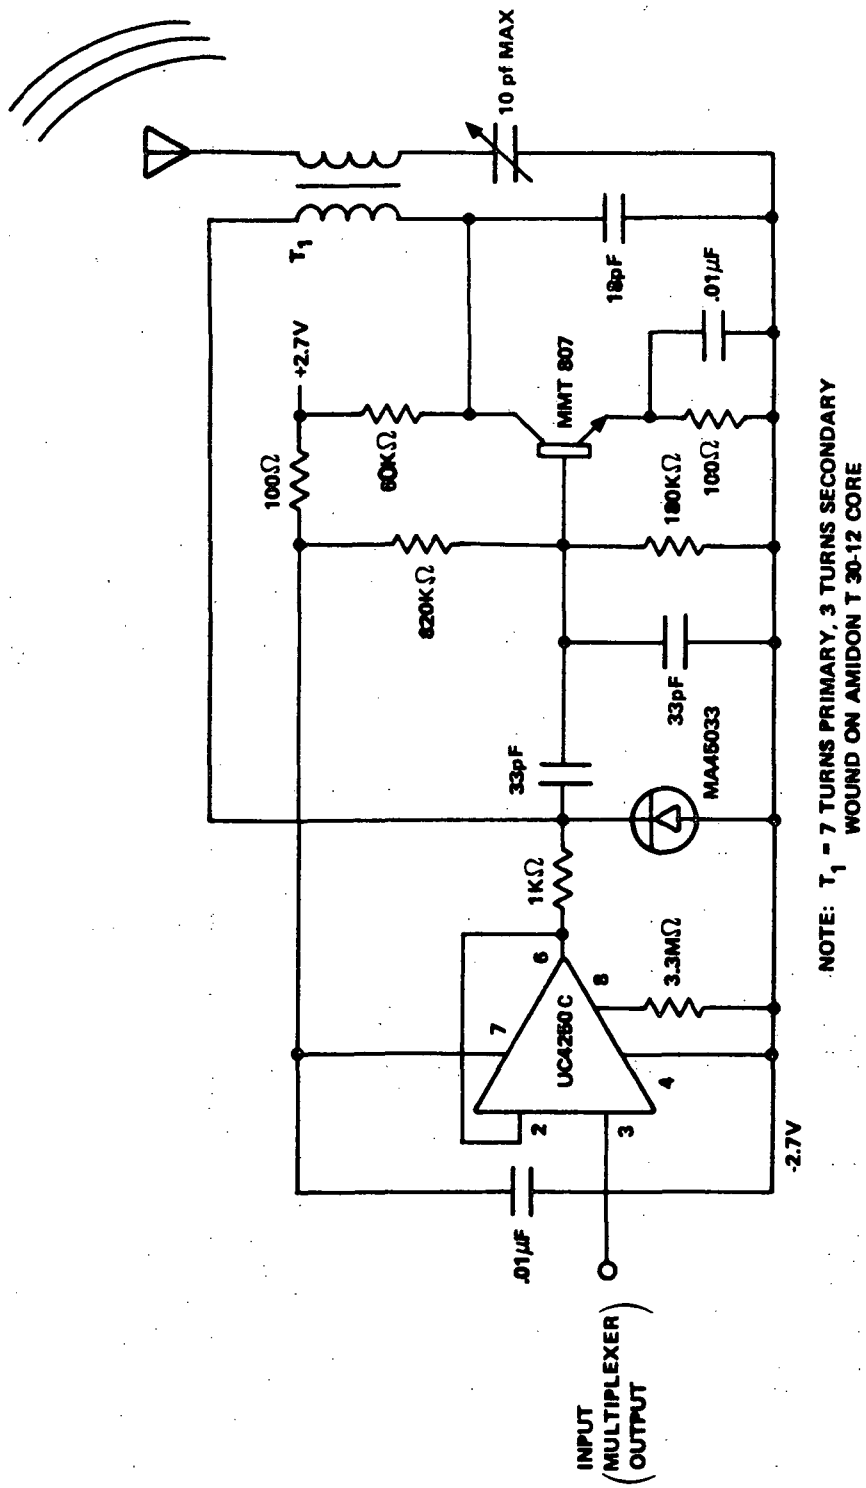 10 pf MAX
T1
+2.7V
100Ω
60KΩ
820KΩ
18pF
.01µF
MMT 807
180KΩ
100Ω
33pF
33pF
MA45033
1KΩ
7
6
2
3
4
8
UC4250 C
3.3MΩ
.01µF
-2.7V
INPUT
(MULTIPLEXER)
OUTPUT
NOTE: T1 = 7 TURNS PRIMARY, 3 TURNS SECONDARY
WOUND ON AMIDON T 30-12 CORE